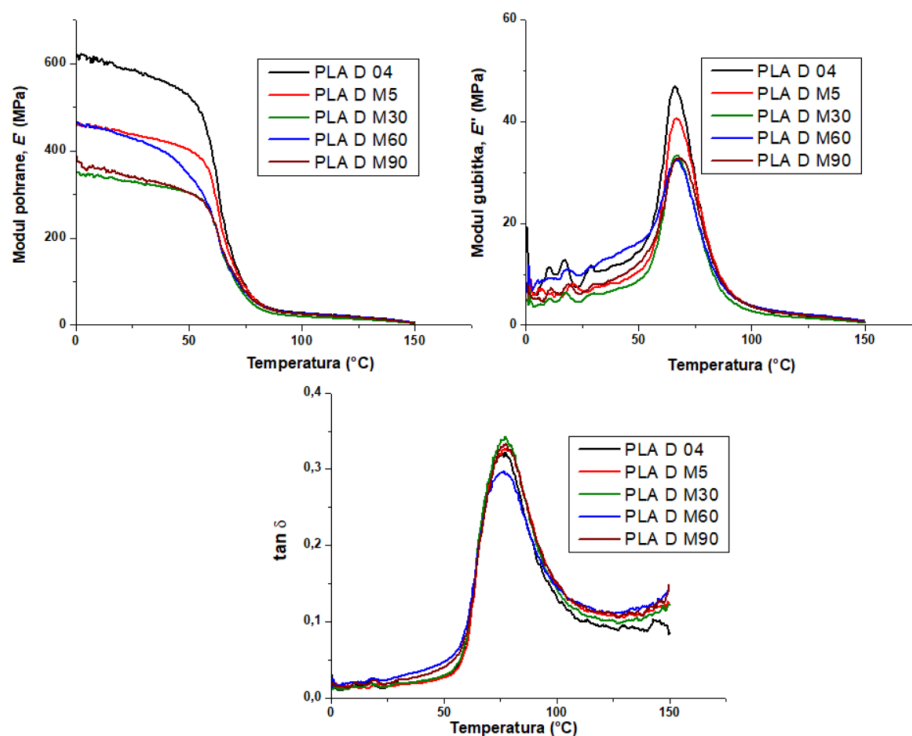 Modul pohrane, E' (MPa)
600
400
200
0
0
50
100
150
Temperatura (°C)
PLA D 04
PLA D M5
PLA D M30
PLA D M60
PLA D M90
Modul gubitka, E'' (MPa)
60
40
20
0
0
50
100
150
Temperatura (°C)
PLA D 04
PLA D M5
PLA D M30
PLA D M60
PLA D M90
tan δ
0,4
0,3
0,2
0,1
0,0
0
50
100
150
Temperatura (°C)
PLA D 04
PLA D M5
PLA D M30
PLA D M60
PLA D M90